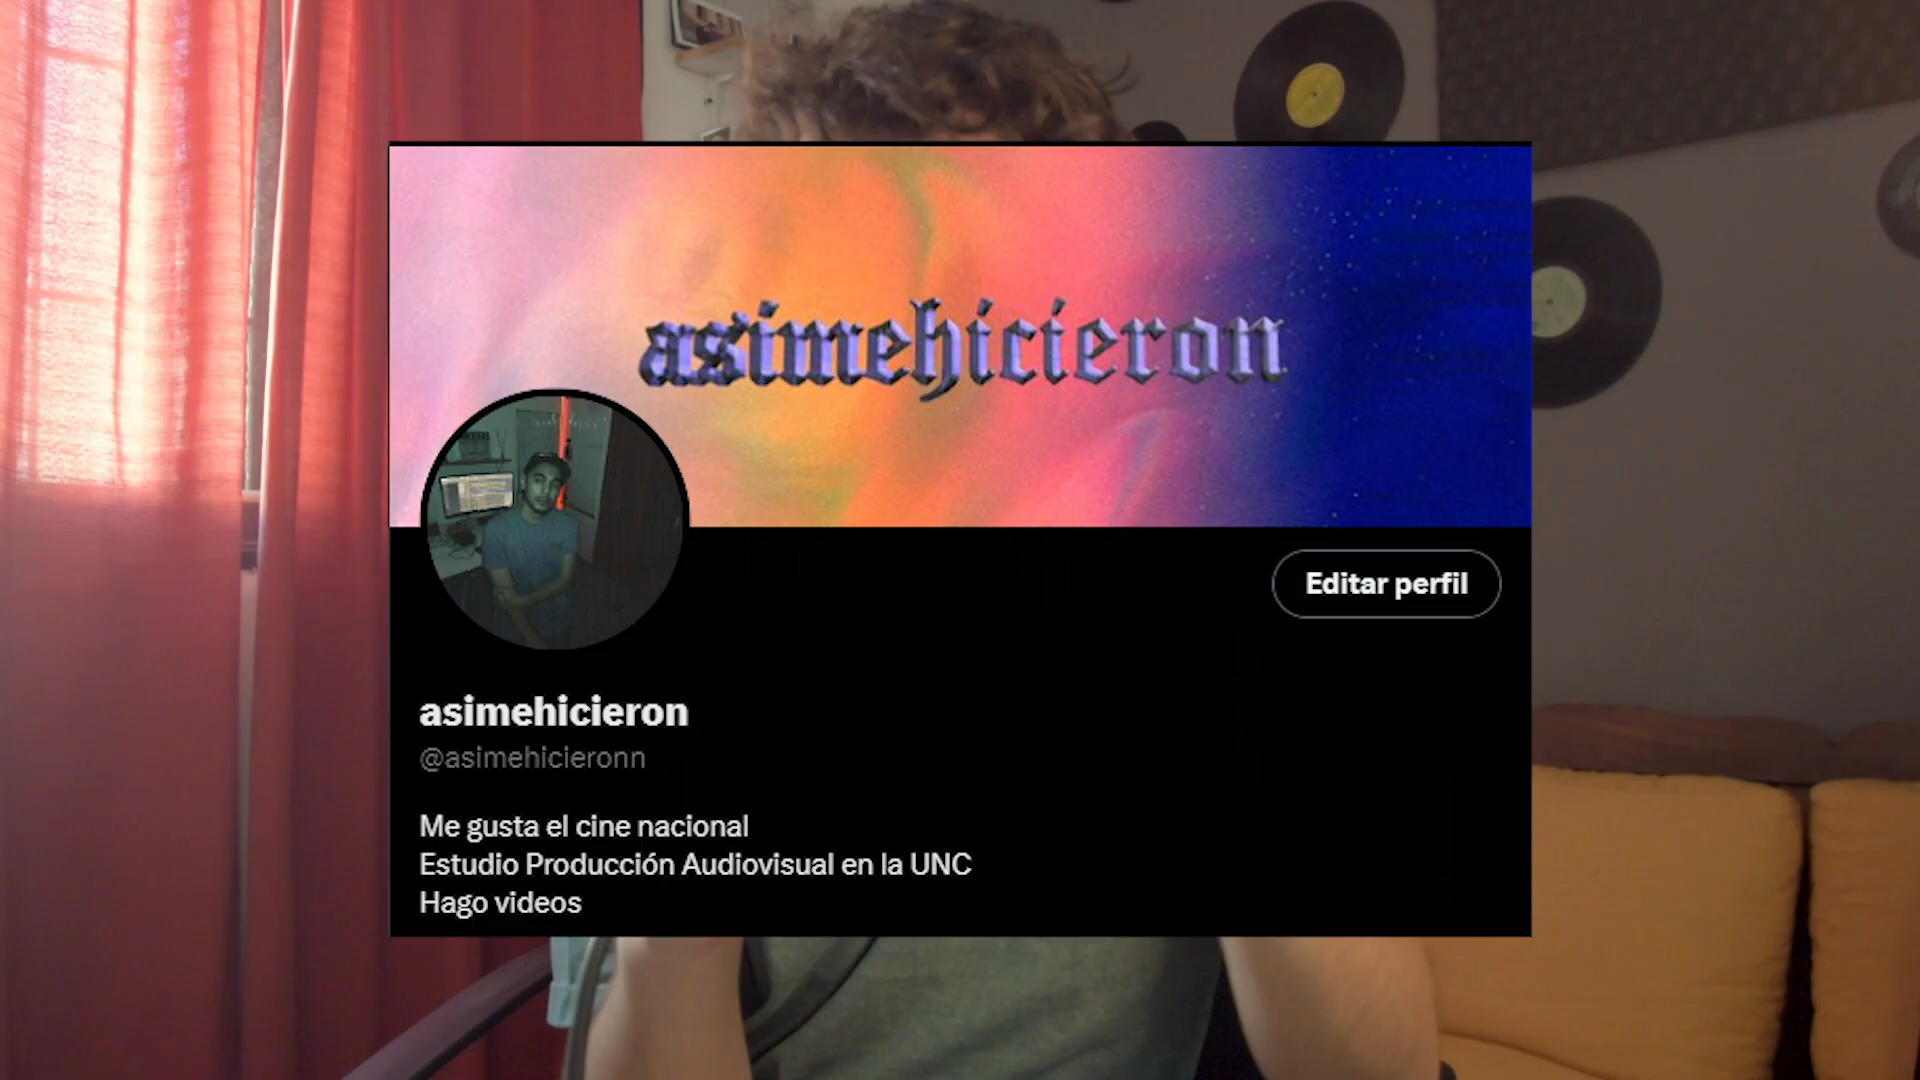 asimehicieron
Editar perfil
asimehicieron
@asimehicieronn
Me gusta el cine nacional
Estudio Producción Audiovisual en la UNC
Hago videos